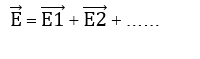 E⃗ = E1⃗ + E2⃗ + ......